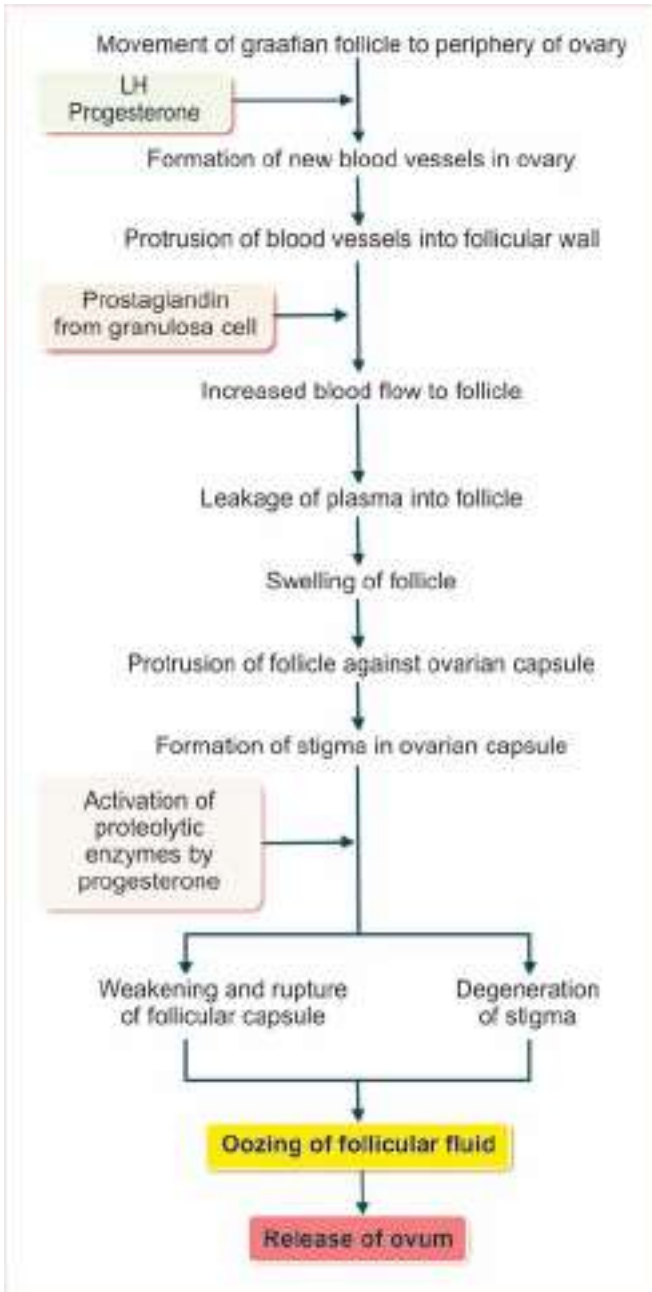 Movement of graafian follicle to periphery of ovary
LH
Progesterone
Formation of new blood vessels in ovary
Protrusion of blood vessels into follicular wall
Prostaglandin
from granulosa cell
Increased blood flow to follicle
Leakage of plasma into follicle
Swelling of follicle
Protrusion of follicle against ovarian capsule
Formation of stigma in ovarian capsule
Activation of
proteolytic
enzymes by
progesterone
Weakening and rupture
of follicular capsule
Degeneration
of stigma
Oozing of follicular fluid
Release of ovum